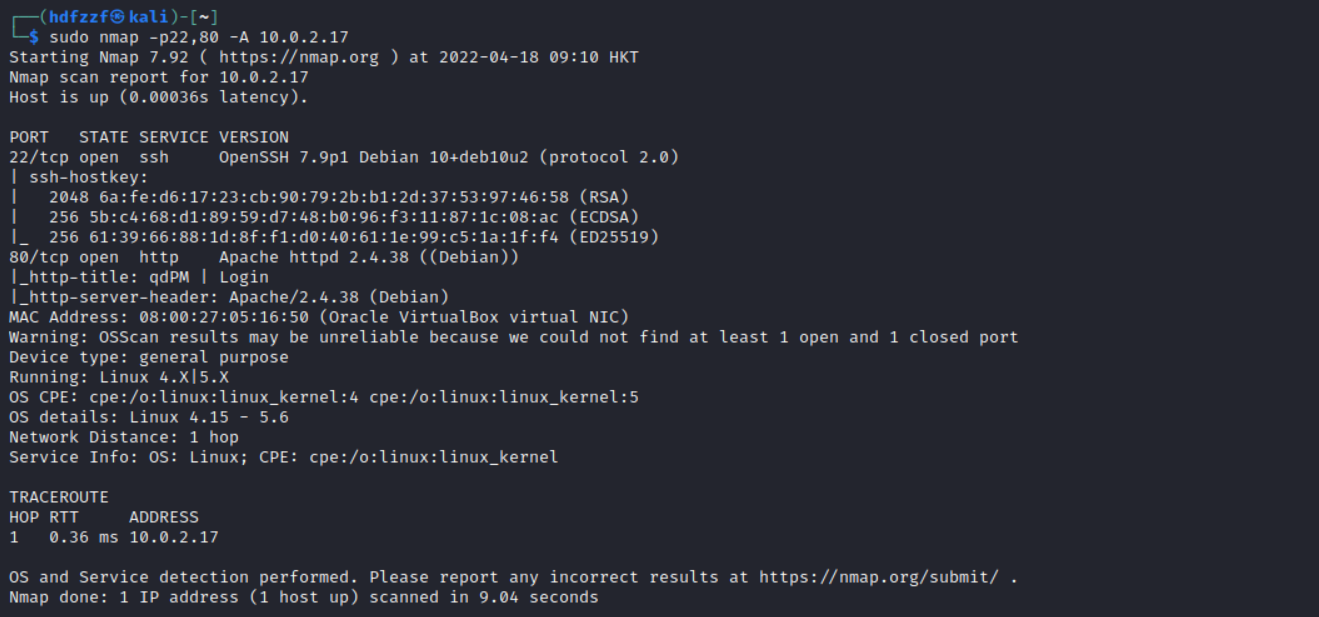 ┌──(hdfzzf㉿kali)-[~]
└─$ sudo nmap -p22,80 -A 10.0.2.17
Starting Nmap 7.92 ( https://nmap.org ) at 2022-04-18 09:10 HKT
Nmap scan report for 10.0.2.17
Host is up (0.00036s latency).

PORT   STATE SERVICE VERSION
22/tcp open  ssh     OpenSSH 7.9p1 Debian 10+deb10u2 (protocol 2.0)
| ssh-hostkey:
|   2048 6a:fe:d6:17:23:cb:90:79:2b:b1:2d:37:53:97:46:58 (RSA)
|   256 5b:c4:68:d1:89:59:d7:48:b0:96:f3:11:87:1c:08:ac (ECDSA)
|_  256 61:39:66:88:1d:8f:f1:d0:40:61:1e:99:c5:1a:1f:f4 (ED25519)
80/tcp open  http    Apache httpd 2.4.38 ((Debian))
|_http-title: qdPM | Login
|_http-server-header: Apache/2.4.38 (Debian)
MAC Address: 08:00:27:05:16:50 (Oracle VirtualBox virtual NIC)
Warning: OSScan results may be unreliable because we could not find at least 1 open and 1 closed port
Device type: general purpose
Running: Linux 4.X|5.X
OS CPE: cpe:/o:linux:linux_kernel:4 cpe:/o:linux:linux_kernel:5
OS details: Linux 4.15 - 5.6
Network Distance: 1 hop
Service Info: OS: Linux; CPE: cpe:/o:linux:linux_kernel

TRACEROUTE
HOP RTT     ADDRESS
1   0.36 ms 10.0.2.17

OS and Service detection performed. Please report any incorrect results at https://nmap.org/submit/ .
Nmap done: 1 IP address (1 host up) scanned in 9.04 seconds